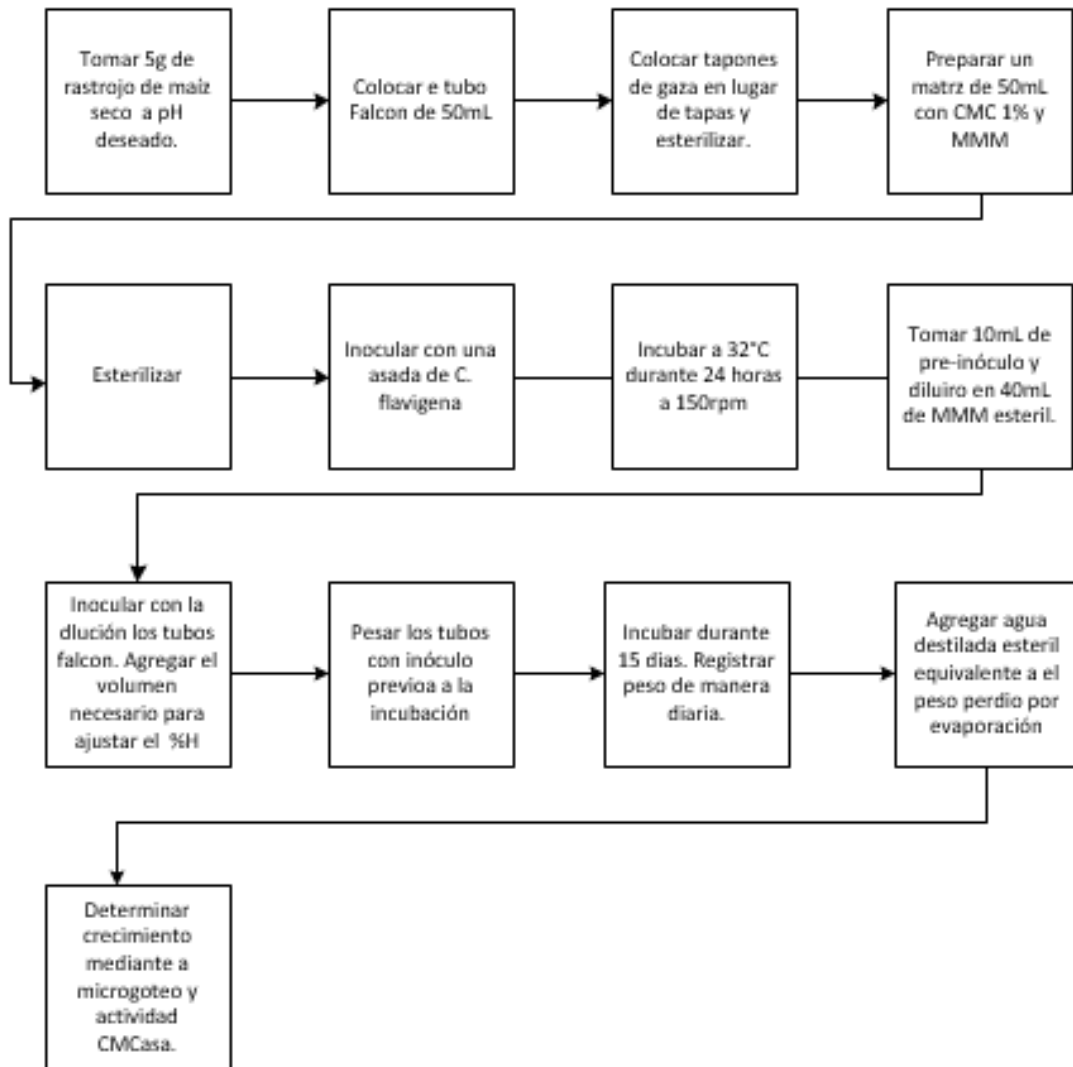 Tomar 5g de
rastrojo de maíz
seco a pH
deseado.
Colocar e tubo
Falcon de 50mL
Colocar tapones
de gaza en lugar
de tapas y
esterilizar.
Preparar un
matrz de 50mL
con CMC 1% y
MMM
Esterilizar
Inocular con una
asada de C.
flavigena
Incubar a 32°C
durante 24 horas
a 150rpm
Tomar 10mL de
pre-inóculo y
diluiro en 40mL
de MMM esteril.
Inocular con la
dlución los tubos
falcon. Agregar el
volumen
necesario para
ajustar el %H
Pesar los tubos
con inóculo
previoa a la
incubación
Incubar durante
15 dias. Registrar
peso de manera
diaria.
Agregar agua
destilada esteril
equivalente a el
peso perdio por
evaporación
Determinar
crecimiento
mediante a
microgoteo y
actividad
CMCasa.